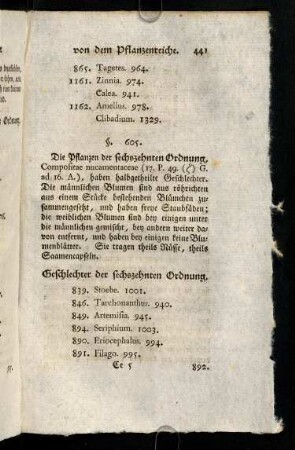 von dem Pflanzenreiche. 441
865. Tagetes. 964.
1161. Zinnia. 974.
Calea. 941.
1162. Amellus. 978.
Clibadium. 1329.
§. 605.
Die Pflanzen der sechszehnten Ordnung,
Compositae nucamentaceae (17. P. 49. (ζ) G.
ad 16. A.), haben halbgetheilte Geschlechter.
Die männlichen Blumen sind aus röhrichten
aus einem Stücke bestehenden Blümchen zu-
sammengesetzt, und haben freye Staubfäden;
die weiblichen Blumen sind bey einigen unter
die männlichen gemischt, bey andern weiter da-
von entfernt, und haben bey einigen keine Blu-
menblätter. Sie tragen theils Nüsse, theils
Saamencapseln.
Geschlechter der sechszehnten Ordnung.
839. Stoebe. 1001.
846. Tarchonanthus. 940.
849. Artemisia. 945.
894. Seriphium. 1003.
890. Eriocephalus. 994.
891. Filago. 995.
Ee 5 892.